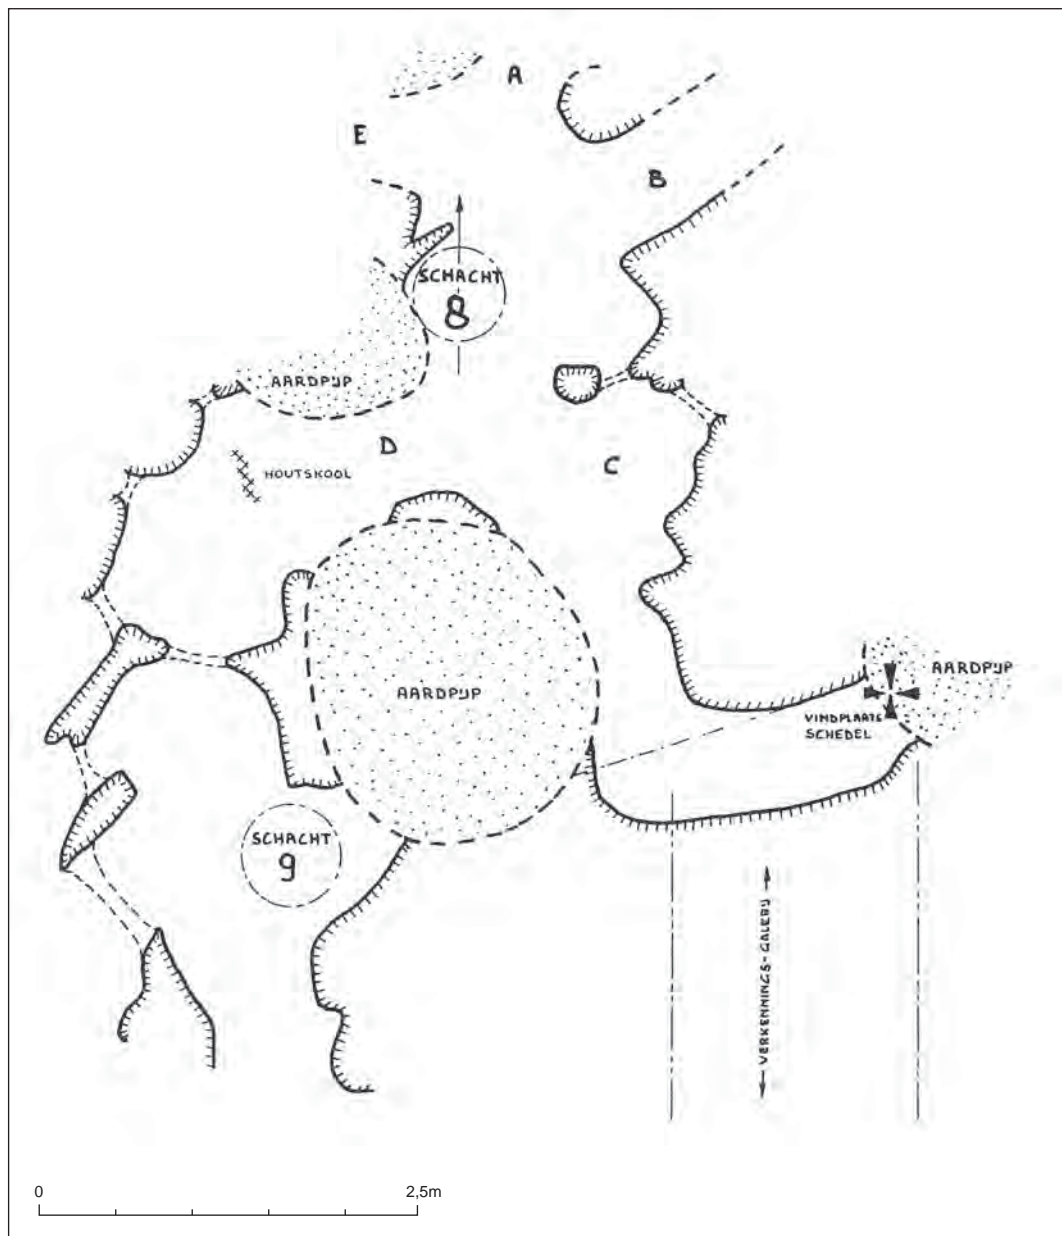 A
E
B
SCHACHT
8
AARDPIJP
D
HOUTSKOOL
C
AARDPIJP
AARDPIJP
VINDPLAATS
SCHEDEL
SCHACHT
9
VERKENNINGS-GALERIJ
0
2,5m